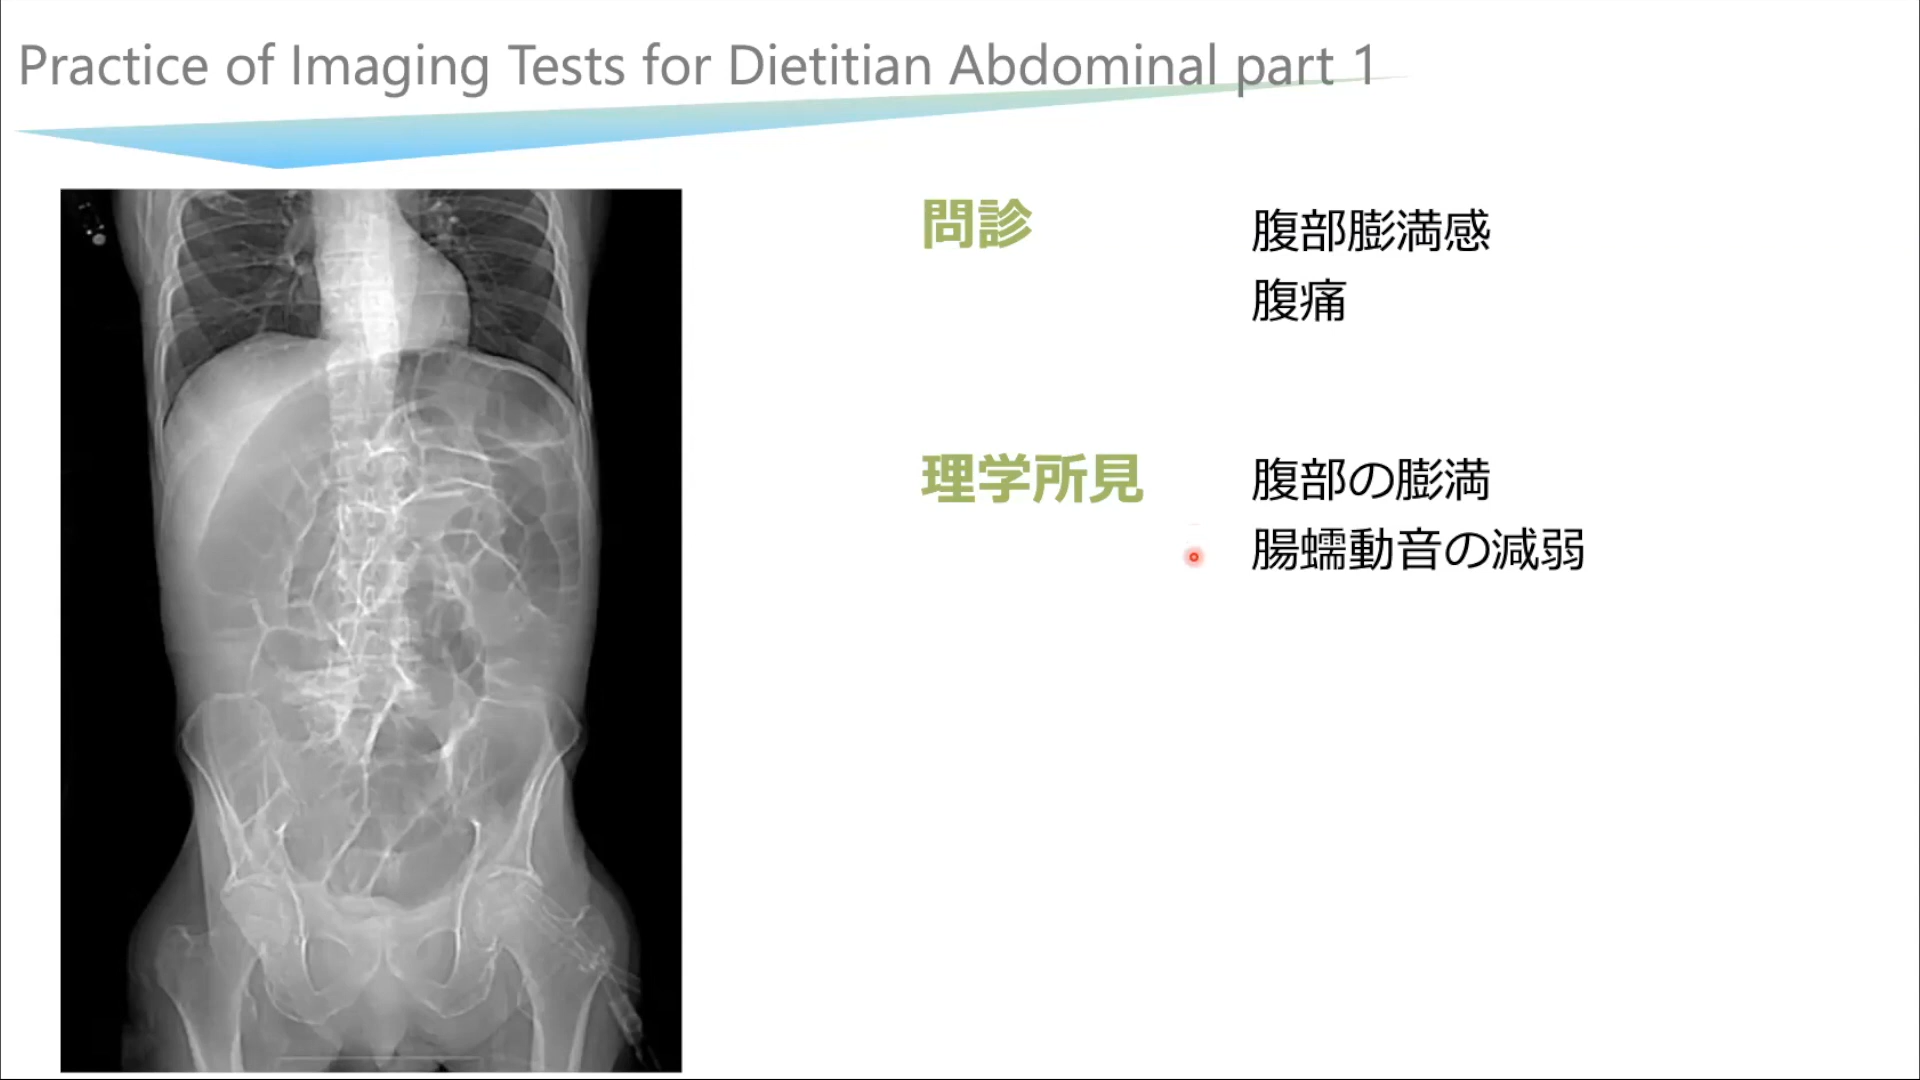 Practice of Imaging Tests for Dietitian Abdominal part 1
問診
腹部膨満感
腹痛
理学所見
腹部の膨満
腸蠕動音の減弱